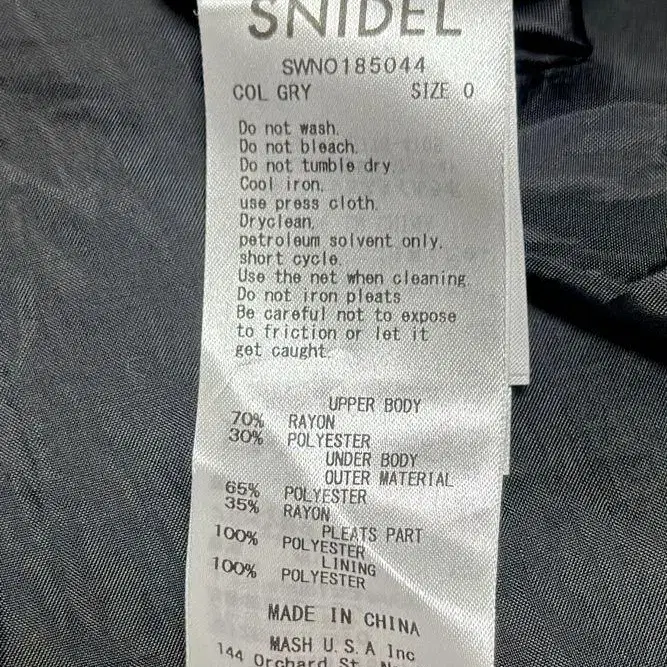 SNIDEL
SWNO185044
COL GRY SIZE 0
Do not wash.
Do not bleach.
Do not tumble dry.
Cool iron.
use press cloth.
Dryclean,
petroleum solvent only.
short cycle.
Use the net when cleaning
Do not iron pleats
Be careful not to expose
to friction or let it
get caught.
UPPER BODY
70% RAYON
30% POLYESTER
UNDER BODY
OUTER MATERIAL
65% POLYESTER
35% RAYON
PLEATS PART
100% POLYESTER
LINING
100% POLYESTER
MADE IN CHINA
MASH U.S.A Inc
144 Orchard St.